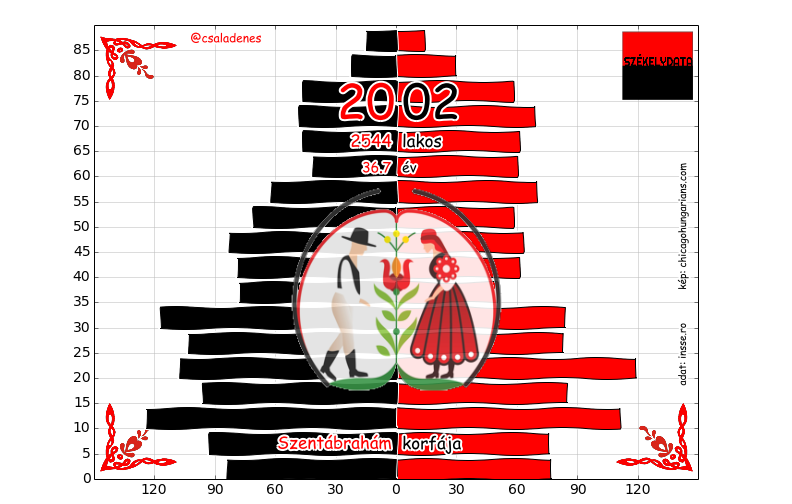 @csaladenes
SZÉKELYDATA
2002
2544 lakos
36.7 év
kép: chicagohungarians.com
adat: insse.ro
Szentábrahám korfája
85
80
75
70
65
60
55
50
45
40
35
30
25
20
15
10
5
0
120 90 60 30 0 30 60 90 120